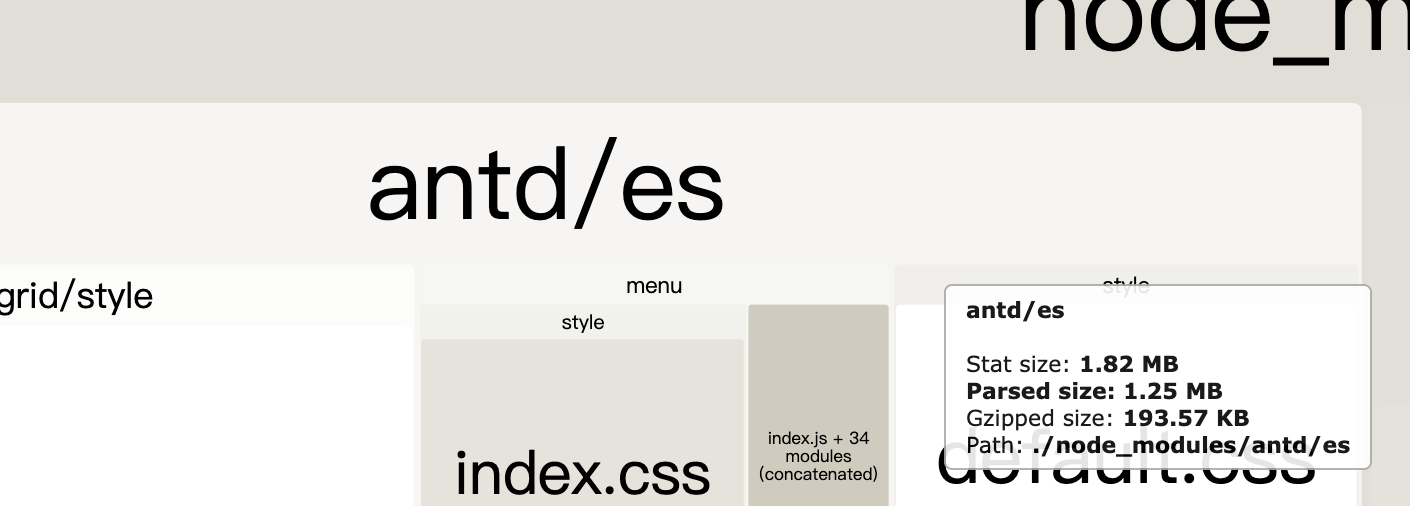 node_m
antd/es
grid/style
menu
style
style
index.js + 34
modules
(concatenated)
index.css
default.css
antd/es
Stat size: 1.82 MB
Parsed size: 1.25 MB
Gzipped size: 193.57 KB
Path: ./node_modules/antd/es